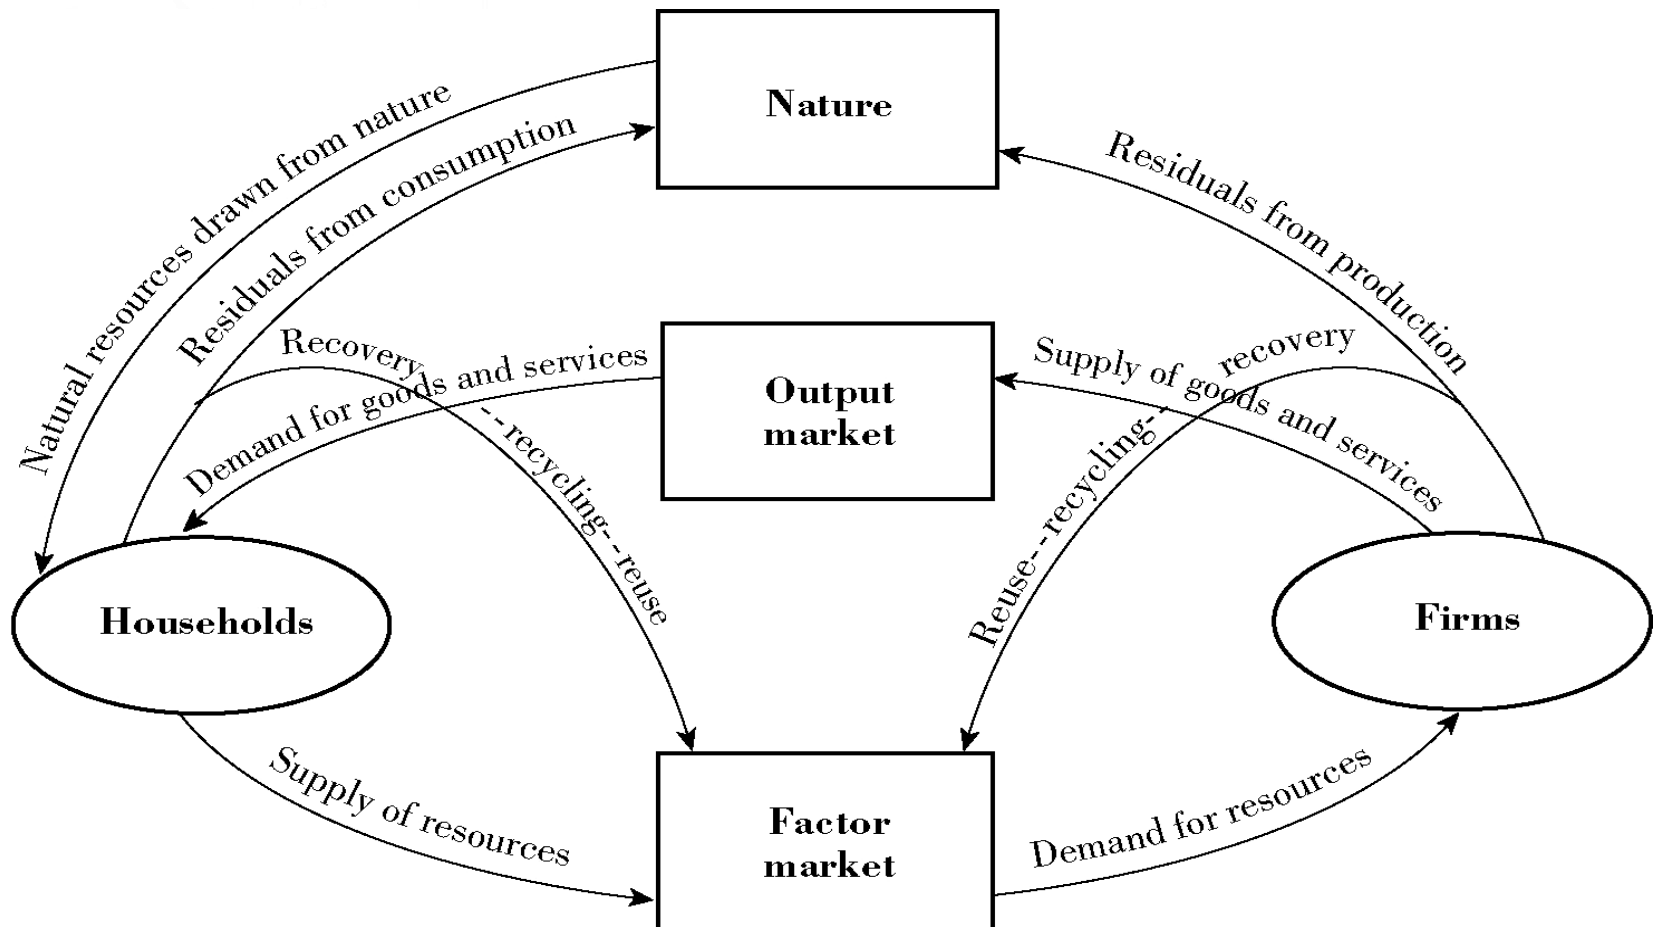 Nature
Natural resources drawn from nature
Residuals from consumption
Residuals from production
Recovery--recycling--reuse
Demand for goods and services
Output
market
Supply of goods and services
Reuse--recycling--recovery
Households
Firms
Supply of resources
Factor
market
Demand for resources